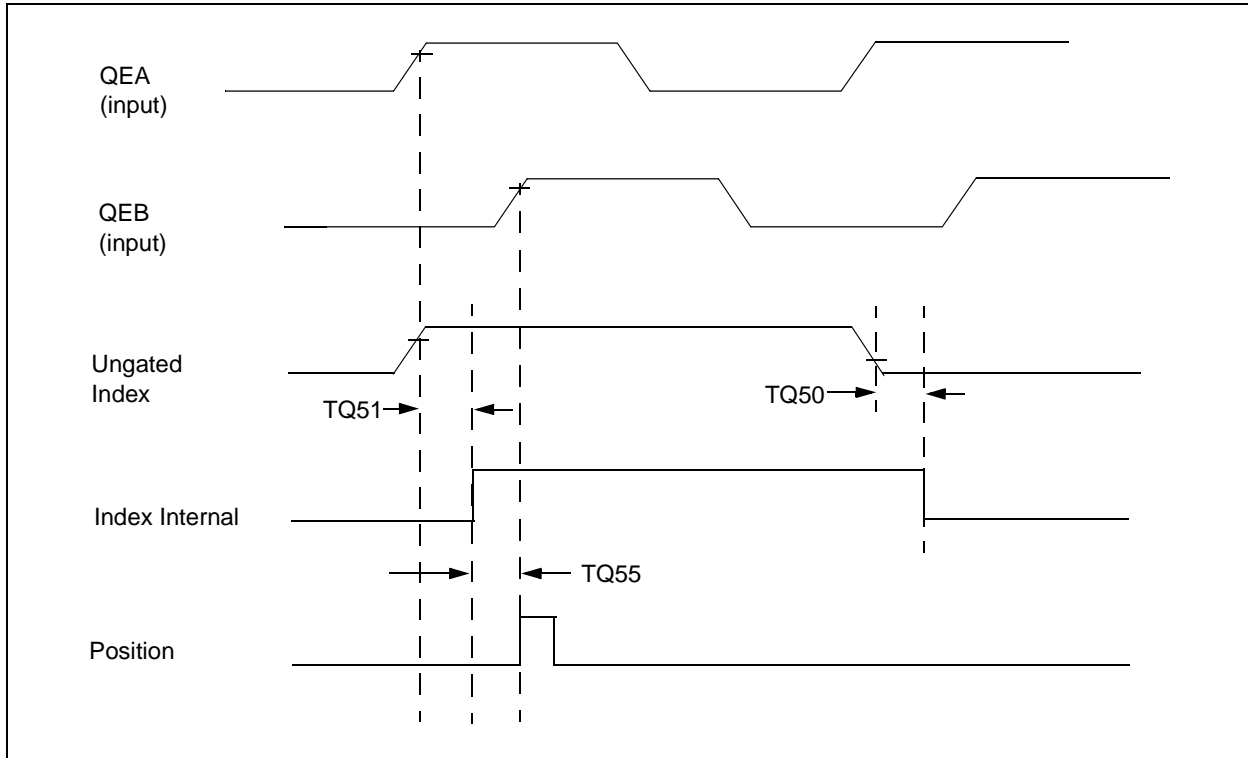 QEA
(input)
QEB
(input)
Ungated
Index
TQ51
TQ50
Index Internal
TQ55
Position